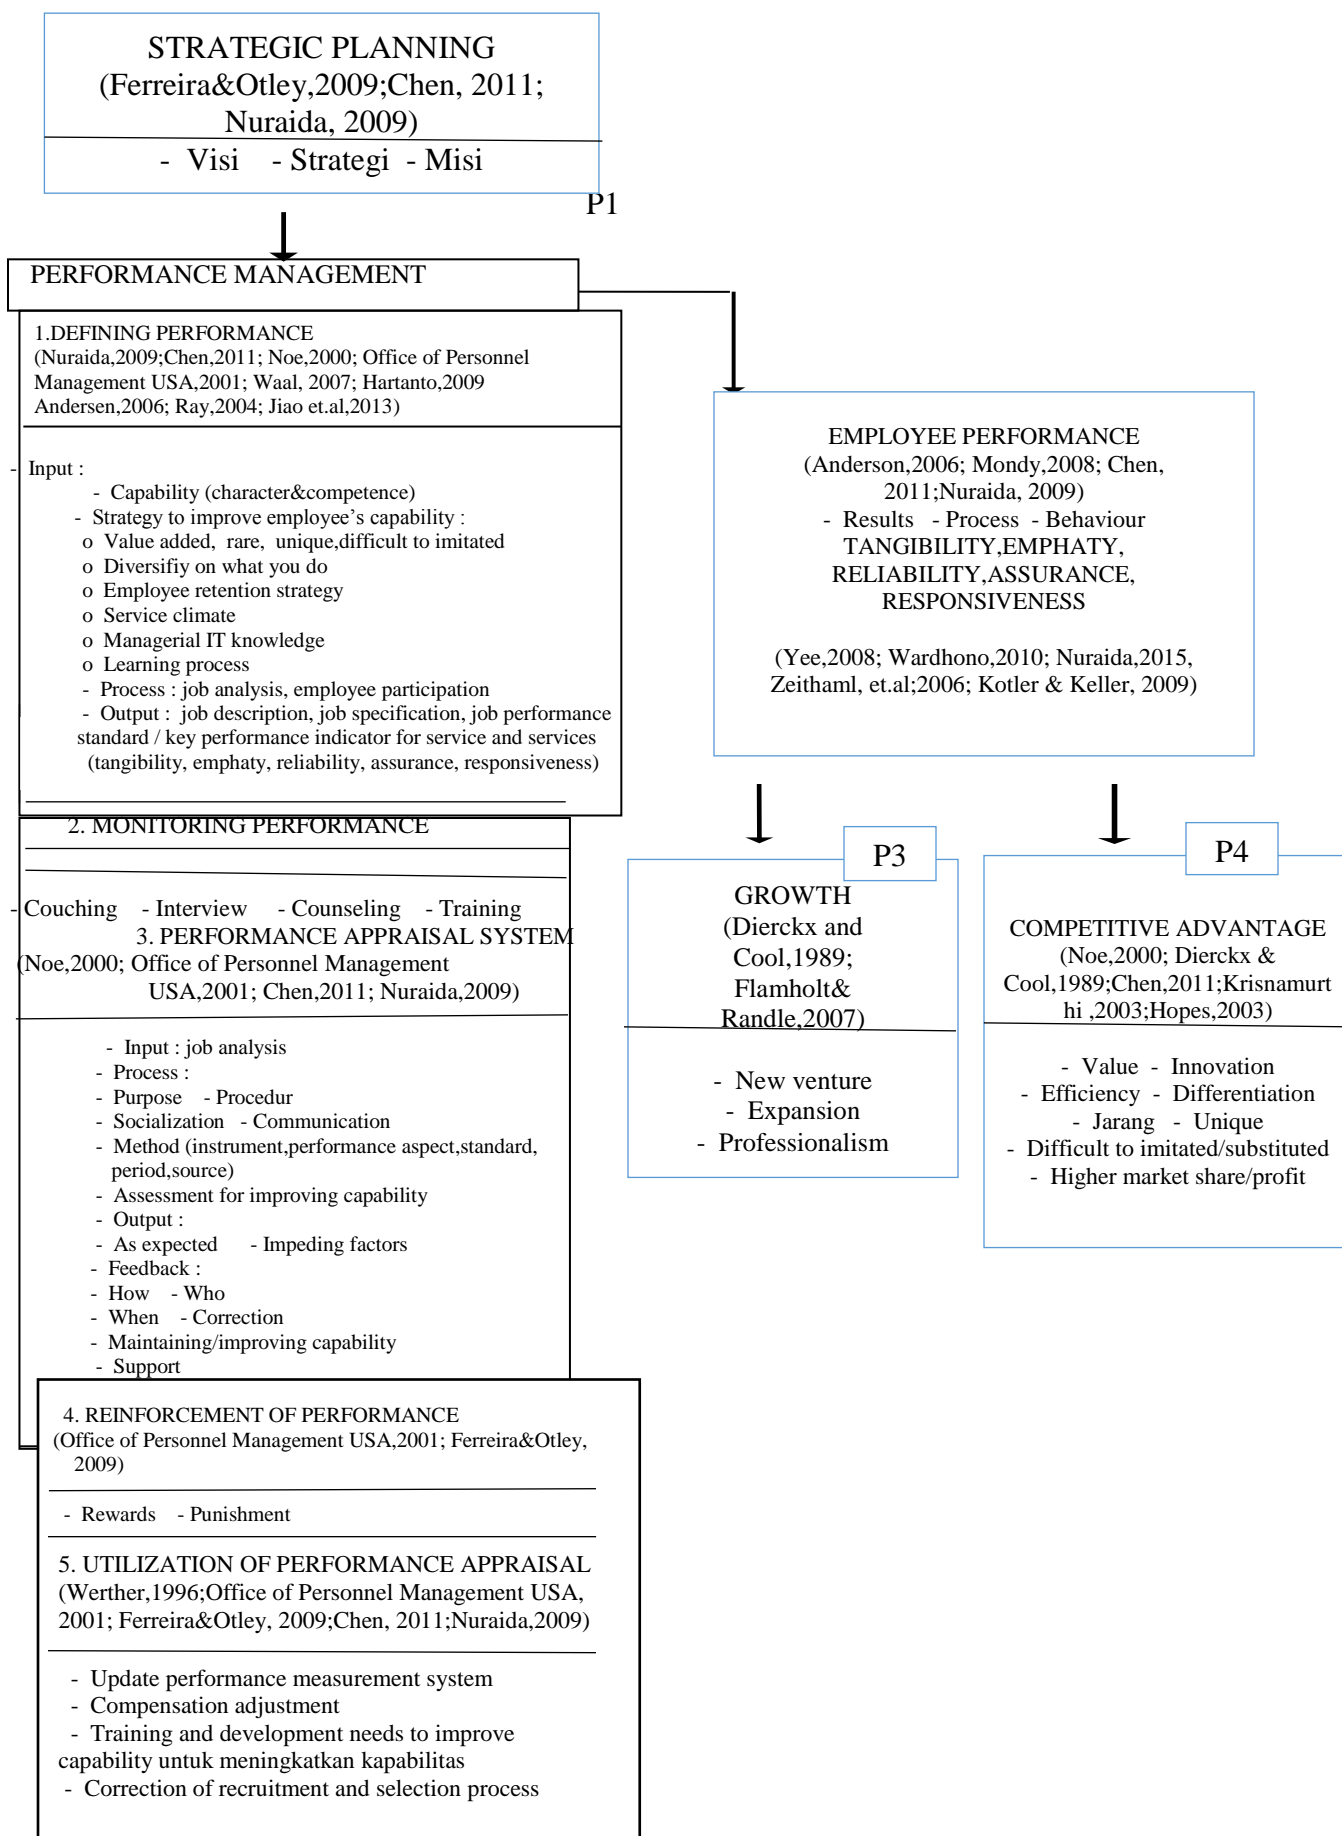 STRATEGIC PLANNING
(Ferreira&Otley,2009;Chen, 2011;
Nuraida, 2009)
- Visi - Strategi - Misi
P1
PERFORMANCE MANAGEMENT
1.DEFINING PERFORMANCE
(Nuraida,2009;Chen,2011; Noe,2000; Office of Personnel
Management USA,2001; Waal, 2007; Hartanto,2009
Andersen,2006; Ray,2004; Jiao et.al,2013)
- Input :
- Capability (character&competence)
- Strategy to improve employee's capability :
o Value added, rare, unique,difficult to imitated
o Diversifiy on what you do
o Employee retention strategy
o Service climate
o Managerial IT knowledge
o Learning process
- Process : job analysis, employee participation
- Output : job description, job specification, job performance
standard / key performance indicator for service and services
(tangibility, emphaty, reliability, assurance, responsiveness)
2. MONITORING PERFORMANCE
- Couching - Interview - Counseling - Training
3. PERFORMANCE APPRAISAL SYSTEM
(Noe,2000; Office of Personnel Management
USA,2001; Chen,2011; Nuraida,2009)
- Input : job analysis
- Process :
- Purpose - Procedur
- Socialization - Communication
- Method (instrument,performance aspect,standard,
period,source)
- Assessment for improving capability
- Output :
- As expected - Impeding factors
- Feedback :
- How - Who
- When - Correction
- Maintaining/improving capability
- Support
4. REINFORCEMENT OF PERFORMANCE
(Office of Personnel Management USA,2001; Ferreira&Otley,
2009)
- Rewards - Punishment
5. UTILIZATION OF PERFORMANCE APPRAISAL
(Werther,1996;Office of Personnel Management USA,
2001; Ferreira&Otley, 2009;Chen, 2011;Nuraida,2009)
- Update performance measurement system
- Compensation adjustment
- Training and development needs to improve
capability untuk meningkatkan kapabilitas
- Correction of recruitment and selection process
EMPLOYEE PERFORMANCE
(Anderson,2006; Mondy,2008; Chen,
2011;Nuraida, 2009)
- Results - Process - Behaviour
TANGIBILITY,EMPHATY,
RELIABILITY,ASSURANCE,
RESPONSIVENESS
(Yee,2008; Wardhono,2010; Nuraida,2015,
Zeithaml, et.al;2006; Kotler & Keller, 2009)
P3
GROWTH
(Dierckx and
Cool,1989;
Flamholt&
Randle,2007)
- New venture
- Expansion
- Professionalism
P4
COMPETITIVE ADVANTAGE
(Noe,2000; Dierckx &
Cool,1989;Chen,2011;Krisnamurt
hi ,2003;Hopes,2003)
- Value - Innovation
- Efficiency - Differentiation
- Jarang - Unique
- Difficult to imitated/substituted
- Higher market share/profit